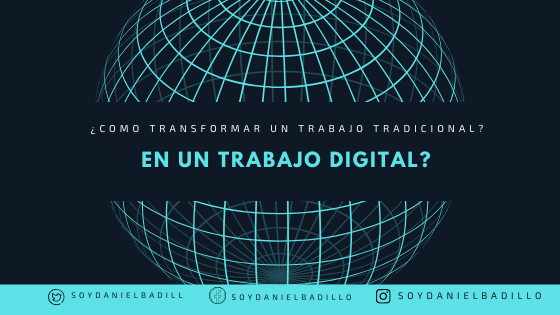 ¿COMO TRANSFORMAR UN TRABAJO TRADICIONAL?
EN UN TRABAJO DIGITAL?
SOYDANIELBADILL SOYDANIELBADILLO SOYDANIELBADILLO